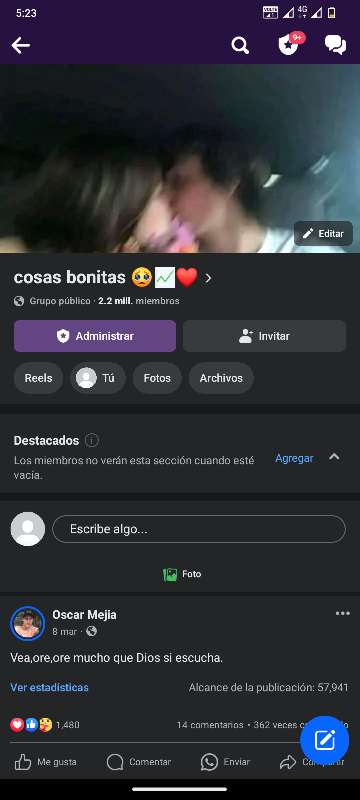 5:23
4G
9+
Editar
cosas bonitas 🥹💹❤️ >
Grupo público · 2.2 mill. miembros
Administrar
Invitar
Reels
Tú
Fotos
Archivos
Destacados
Los miembros no verán esta sección cuando esté
vacía.
Agregar
Escribe algo...
Foto
Oscar Mejia
8 mar ·
Vea,ore,ore mucho que Dios si escucha.
Ver estadísticas
Alcance de la publicación: 57,941
1,480
14 comentarios • 362 veces
Me gusta
Comentar
Enviar